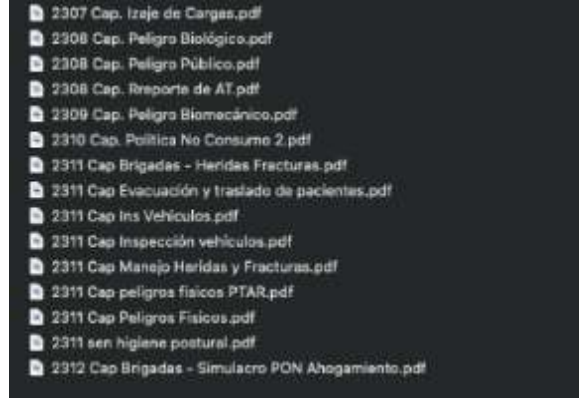 2307 Cap. Izaje de Cargas.pdf
2308 Cap. Peligro Biológico.pdf
2308 Cap. Peligro Público.pdf
2308 Cap. Rreporte de AT.pdf
2309 Cap. Peligro Biomecánico.pdf
2310 Cap. Política No Consumo 2.pdf
2311 Cap Brigadas - Heridas Fracturas.pdf
2311 Cap Evacuación y traslado de pacientes.pdf
2311 Cap Ins Vehiculos.pdf
2311 Cap Inspección vehiculos.pdf
2311 Cap Manejo Heridas y Fracturas.pdf
2311 Cap peligros fisicos PTAR.pdf
2311 Cap Peligros Fisicos.pdf
2311 sen higiene postural.pdf
2312 Cap Brigadas - Simulacro PON Ahogamiento.pdf